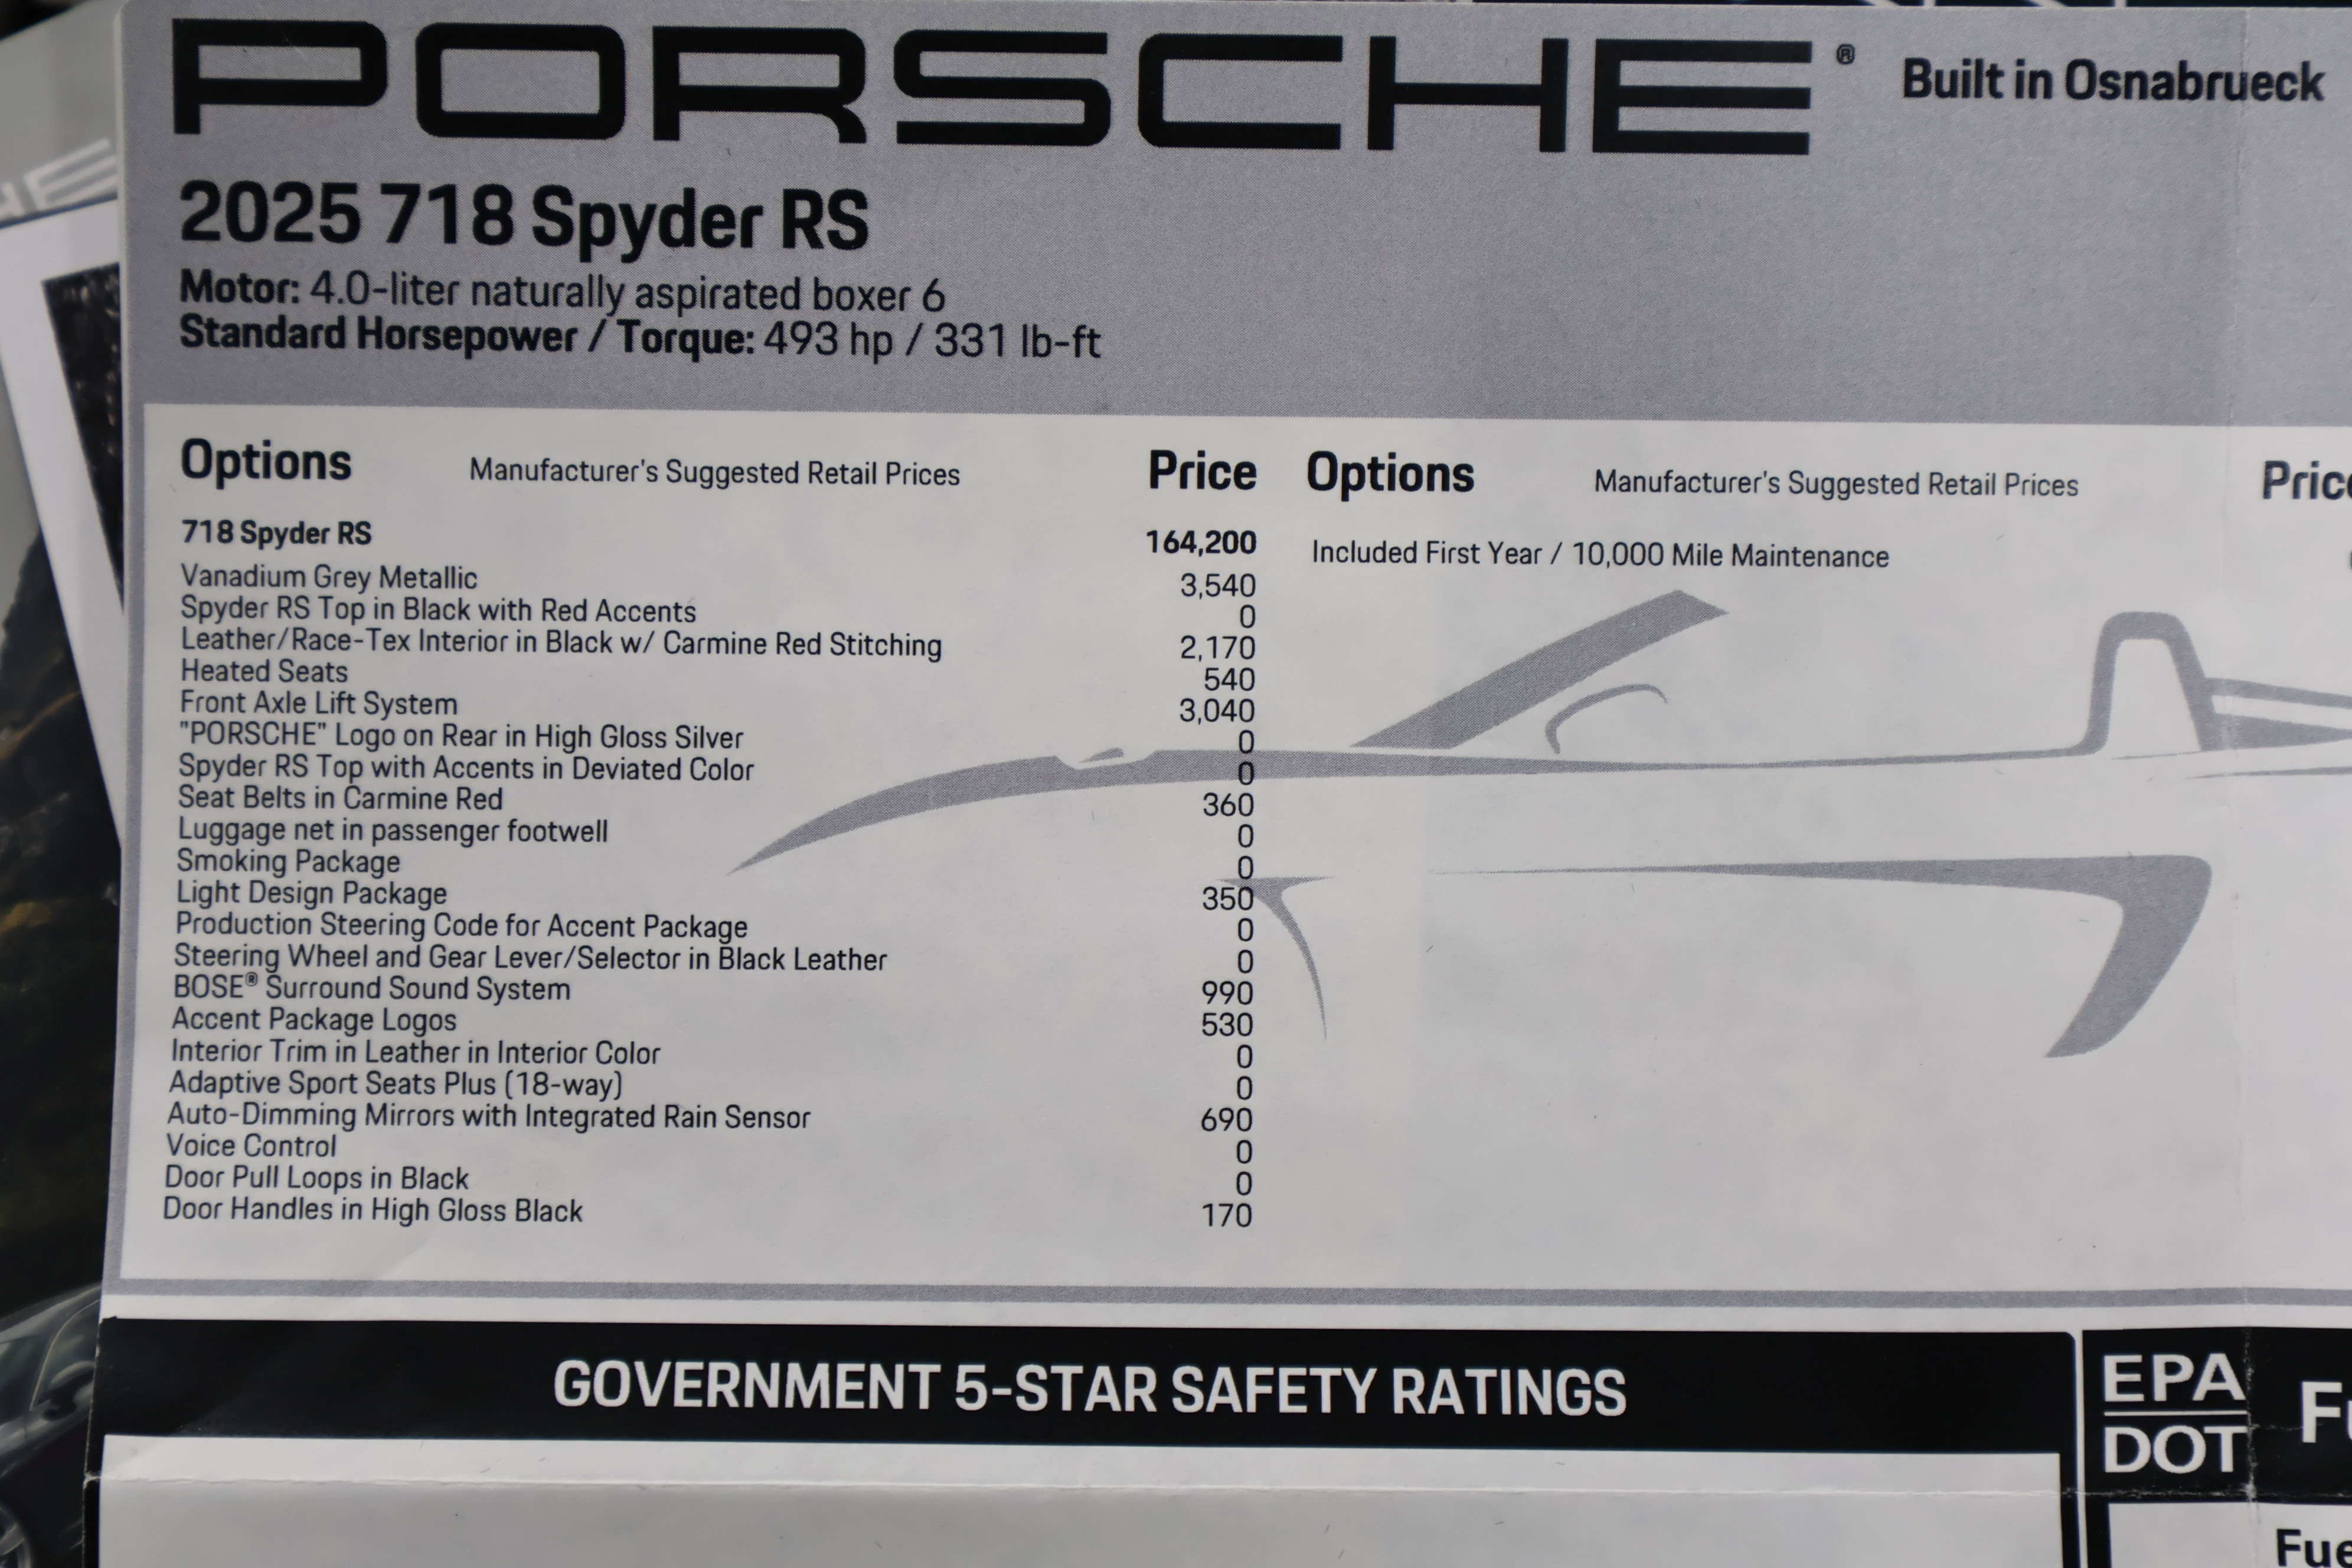 PORSCHE® Built in Osnabrueck
2025 718 Spyder RS
Motor: 4.0-liter naturally aspirated boxer 6
Standard Horsepower / Torque: 493 hp / 331 lb-ft
Options Manufacturer's Suggested Retail Prices Price
718 Spyder RS 164,200
Vanadium Grey Metallic 3,540
Spyder RS Top in Black with Red Accents 0
Leather/Race-Tex Interior in Black w/ Carmine Red Stitching 2,170
Heated Seats 540
Front Axle Lift System 3,040
"PORSCHE" Logo on Rear in High Gloss Silver 0
Spyder RS Top with Accents in Deviated Color 0
Seat Belts in Carmine Red 360
Luggage net in passenger footwell 0
Smoking Package 0
Light Design Package 350
Production Steering Code for Accent Package 0
Steering Wheel and Gear Lever/Selector in Black Leather 0
BOSE® Surround Sound System 990
Accent Package Logos 530
Interior Trim in Leather in Interior Color 0
Adaptive Sport Seats Plus (18-way) 0
Auto-Dimming Mirrors with Integrated Rain Sensor 690
Voice Control 0
Door Pull Loops in Black 0
Door Handles in High Gloss Black 170
Options Manufacturer's Suggested Retail Prices Price
Included First Year / 10,000 Mile Maintenance
GOVERNMENT 5-STAR SAFETY RATINGS
EPA
DOT